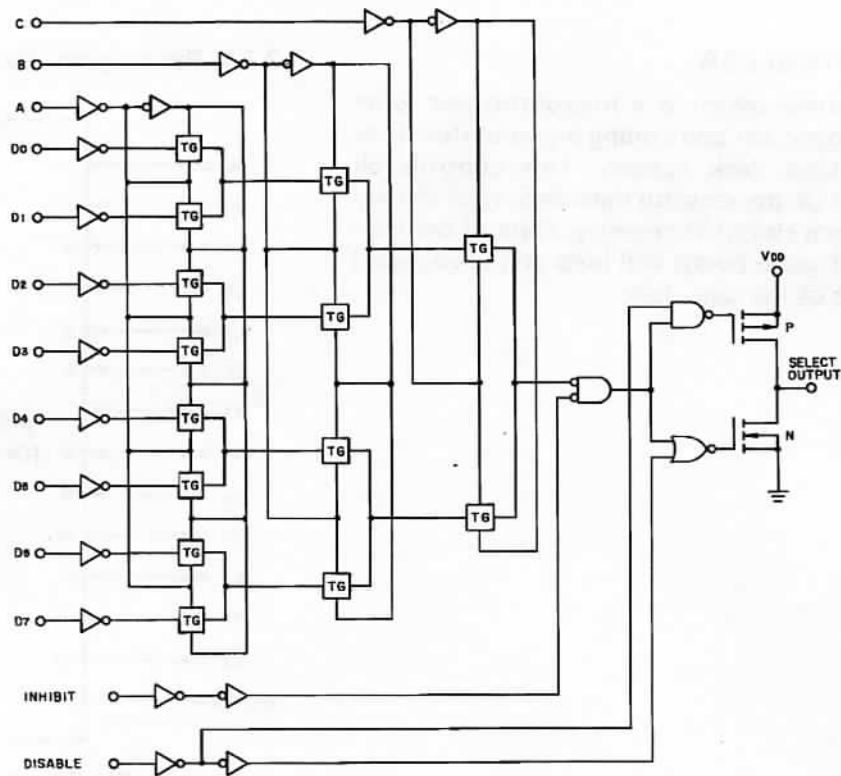 C
B
A
D0
TG
TG
D1
TG
TG
D2
TG
VDD
P
TG
D3
TG
SELECT
OUTPUT
D4
TG
N
TG
D5
TG
TG
D6
TG
TG
D7
TG
INHIBIT
DISABLE